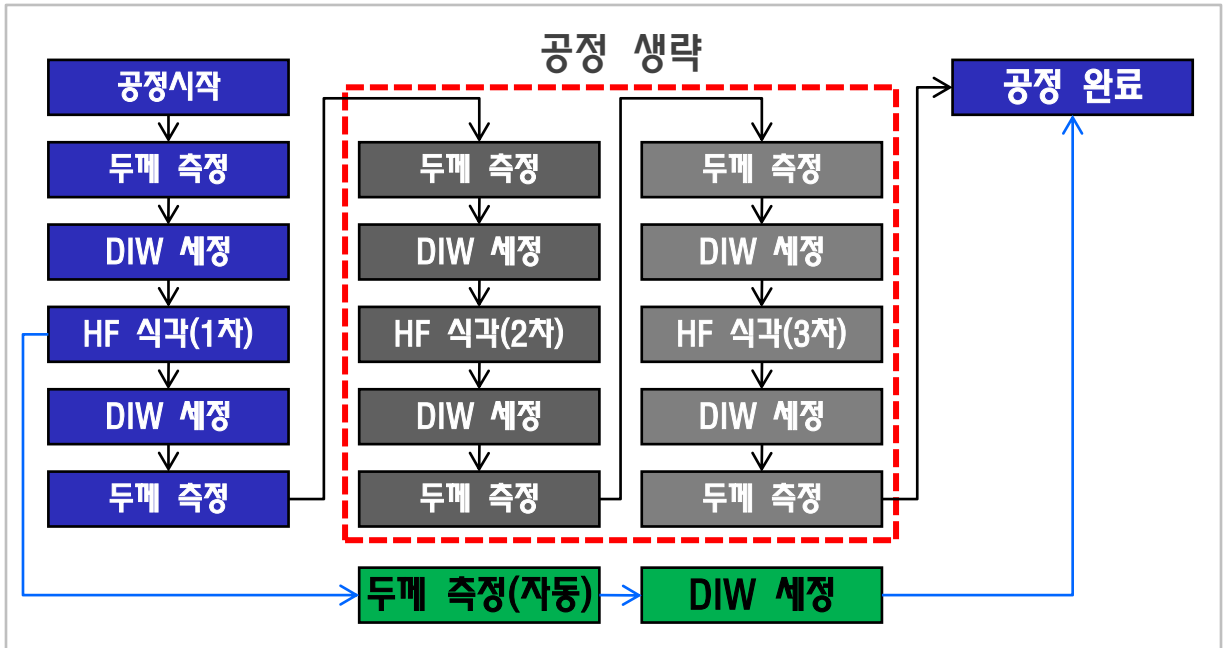 공정 생략
공정시작
두께 측정
DIW 세정
HF 식각(1차)
DIW 세정
두께 측정
두께 측정
DIW 세정
HF 식각(2차)
DIW 세정
두께 측정
두께 측정
DIW 세정
HF 식각(3차)
DIW 세정
두께 측정
공정 완료
두께 측정(자동)
DIW 세정